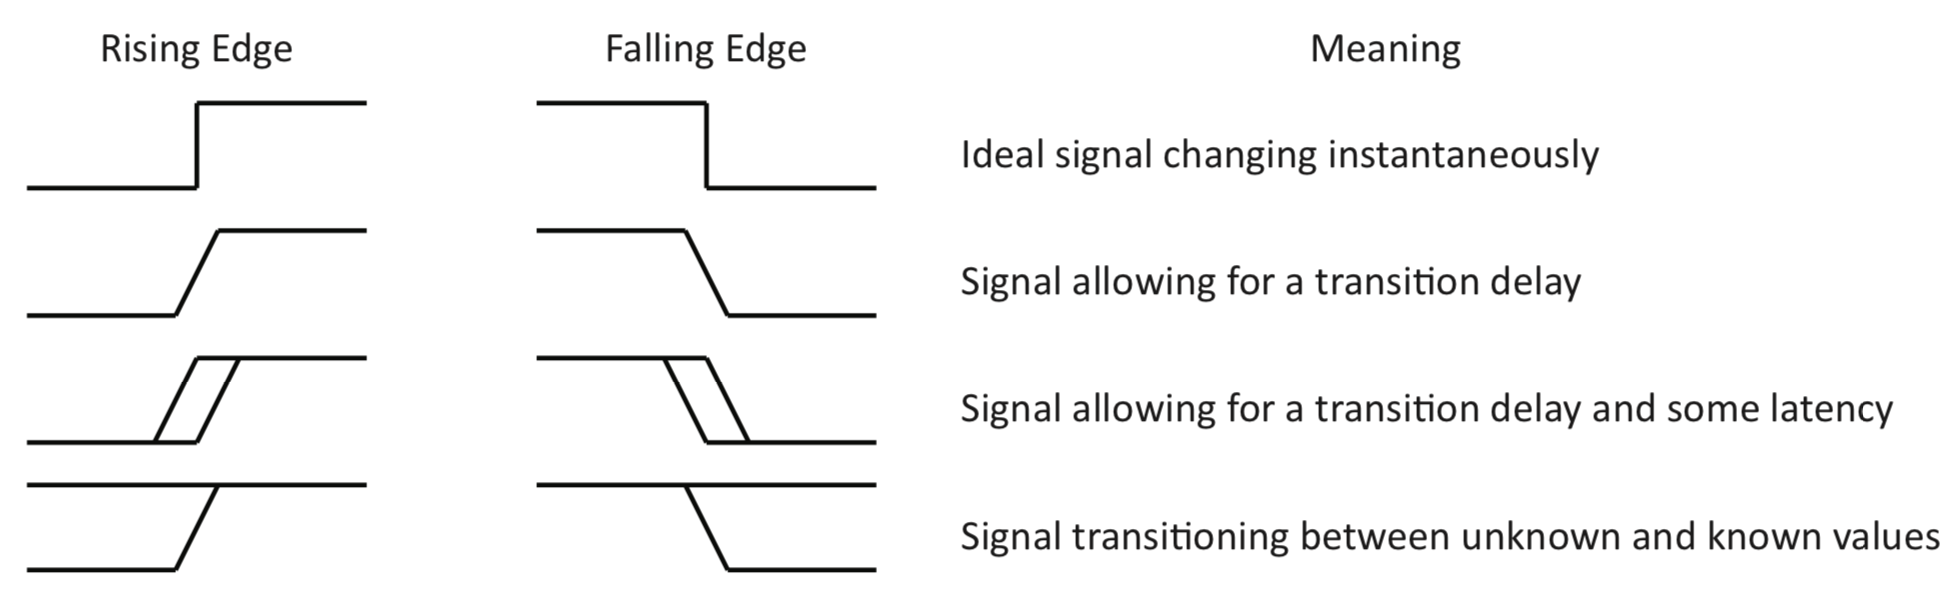 Rising Edge
Falling Edge
Meaning
Ideal signal changing instantaneously
Signal allowing for a transition delay
Signal allowing for a transition delay and some latency
Signal transitioning between unknown and known values